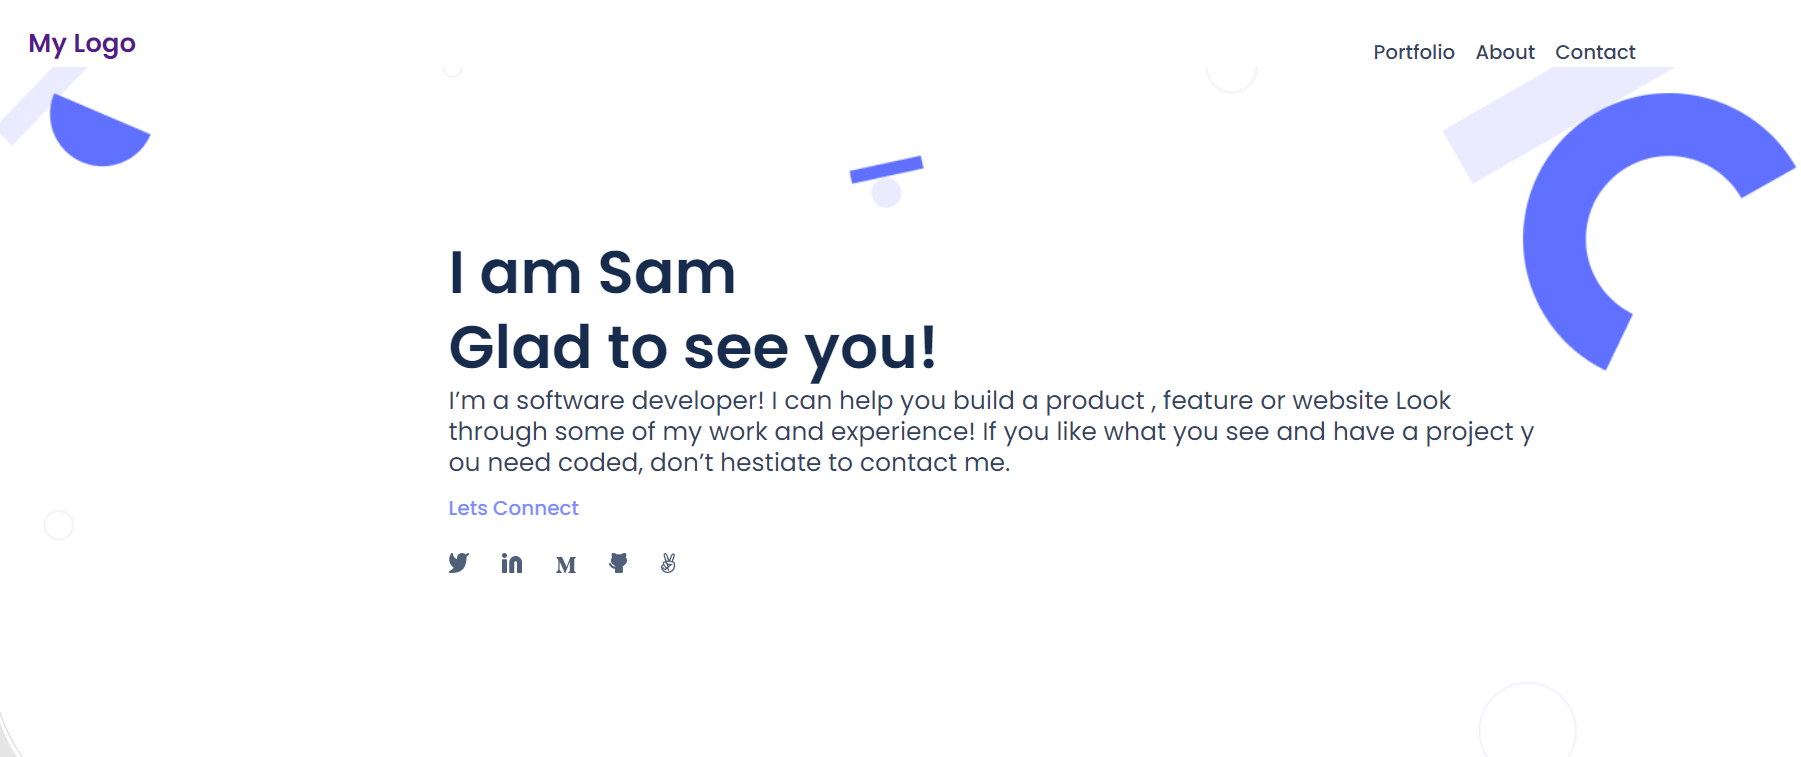 My Logo
Portfolio About Contact
I am Sam
Glad to see you!
I’m a software developer! I can help you build a product , feature or website Look
through some of my work and experience! If you like what you see and have a project y
ou need coded, don’t hestiate to contact me.
Lets Connect